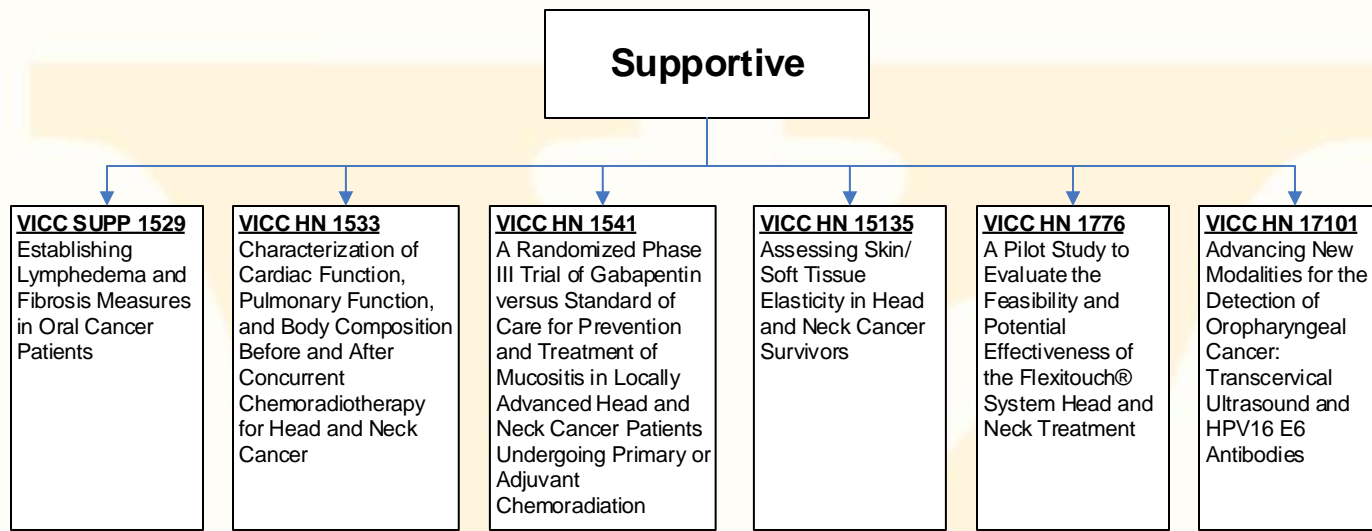 Supportive
VICC SUPP 1529
Establishing
Lymphedema and
Fibrosis Measures
in Oral Cancer
Patients
VICC HN 1533
Characterization of
Cardiac Function,
Pulmonary Function,
and Body Composition
Before and After
Concurrent
Chemoradiotherapy
for Head and Neck
Cancer
VICC HN 1541
A Randomized Phase
III Trial of Gabapentin
versus Standard of
Care for Prevention
and Treatment of
Mucositis in Locally
Advanced Head and
Neck Cancer Patients
Undergoing Primary or
Adjuvant
Chemoradiation
VICC HN 15135
Assessing Skin/
Soft Tissue
Elasticity in Head
and Neck Cancer
Survivors
VICC HN 1776
A Pilot Study to
Evaluate the
Feasibility and
Potential
Effectiveness of
the Flexitouch® 
System Head and
Neck Treatment
VICC HN 17101
Advancing New
Modalities for the
Detection of
Oropharyngeal
Cancer:
Transcervical
Ultrasound and
HPV16 E6
Antibodies